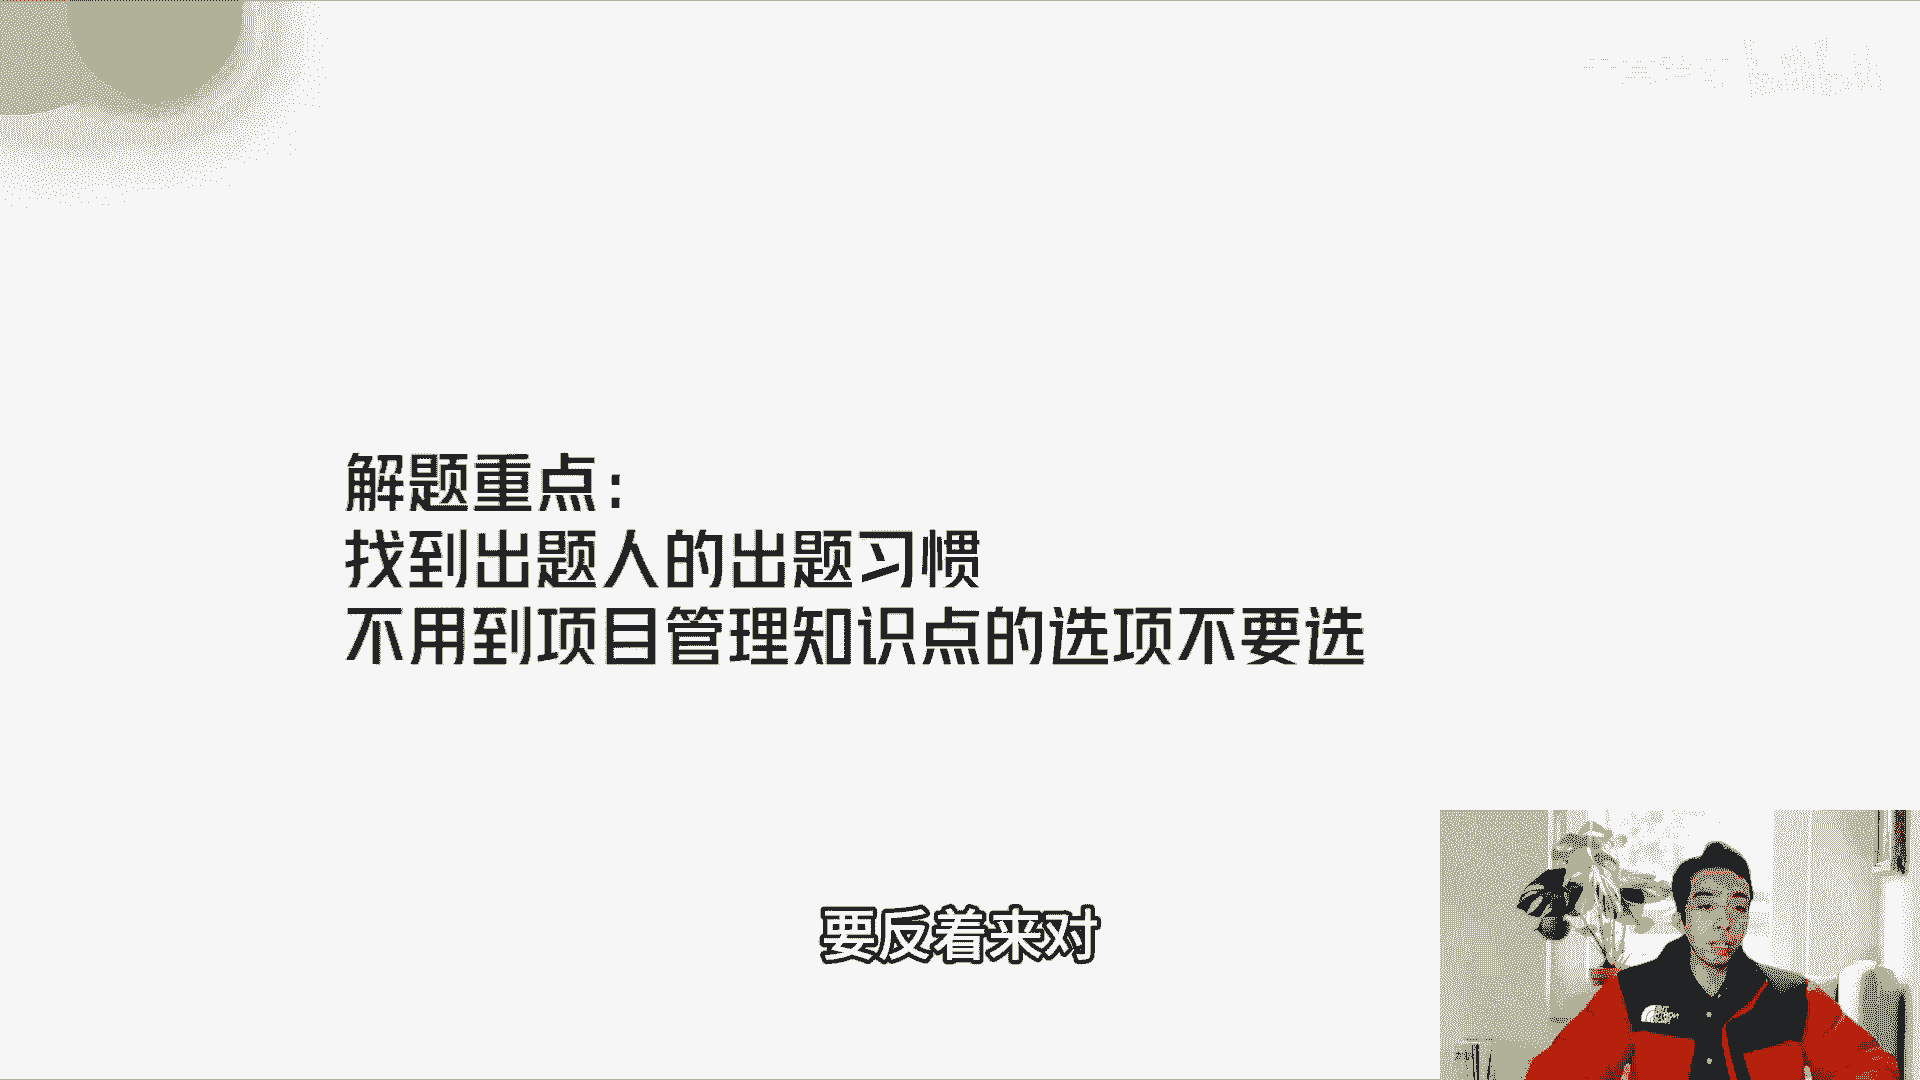 解题重点：
找到出题人的出题习惯
不用到项目管理知识点的选项不要选
要反着来对